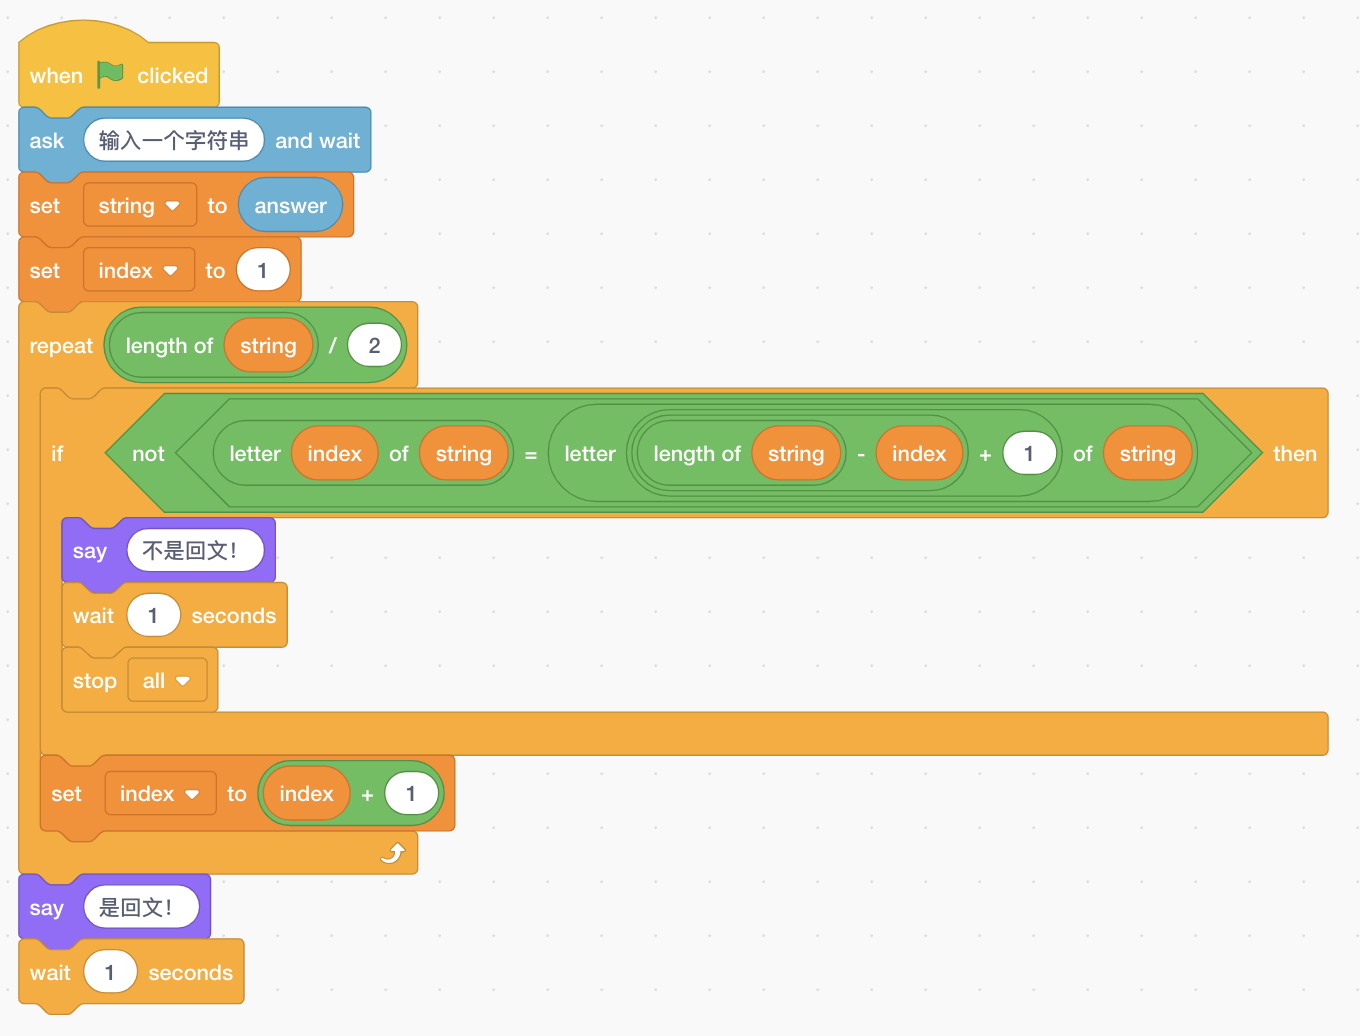 when clicked
ask 输入一个字符串 and wait
set string to answer
set index to 1
repeat length of string / 2
if not letter index of string = letter length of string - index + 1 of string then
say 不是回文！
wait 1 seconds
stop all
set index to index + 1
say 是回文！
wait 1 seconds